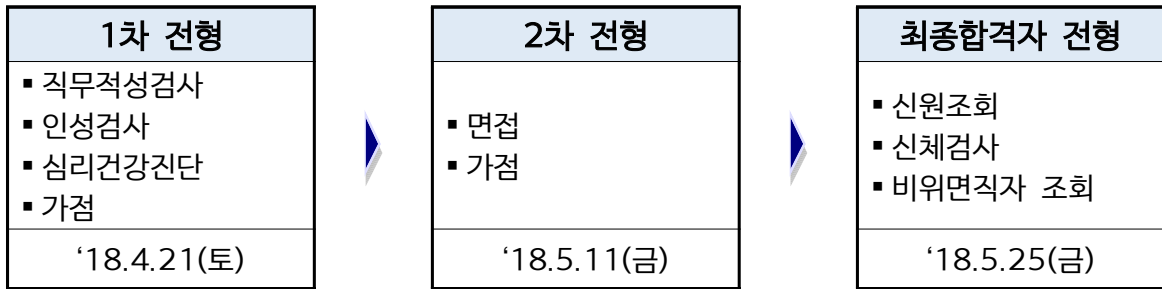 1차 전형
▪ 직무적성검사
▪ 인성검사
▪ 심리건강진단
▪ 가점
‘18.4.21(토)
2차 전형
▪ 면접
▪ 가점
‘18.5.11(금)
최종합격자 전형
▪ 신원조회
▪ 신체검사
▪ 비위면직자 조회
‘18.5.25(금)